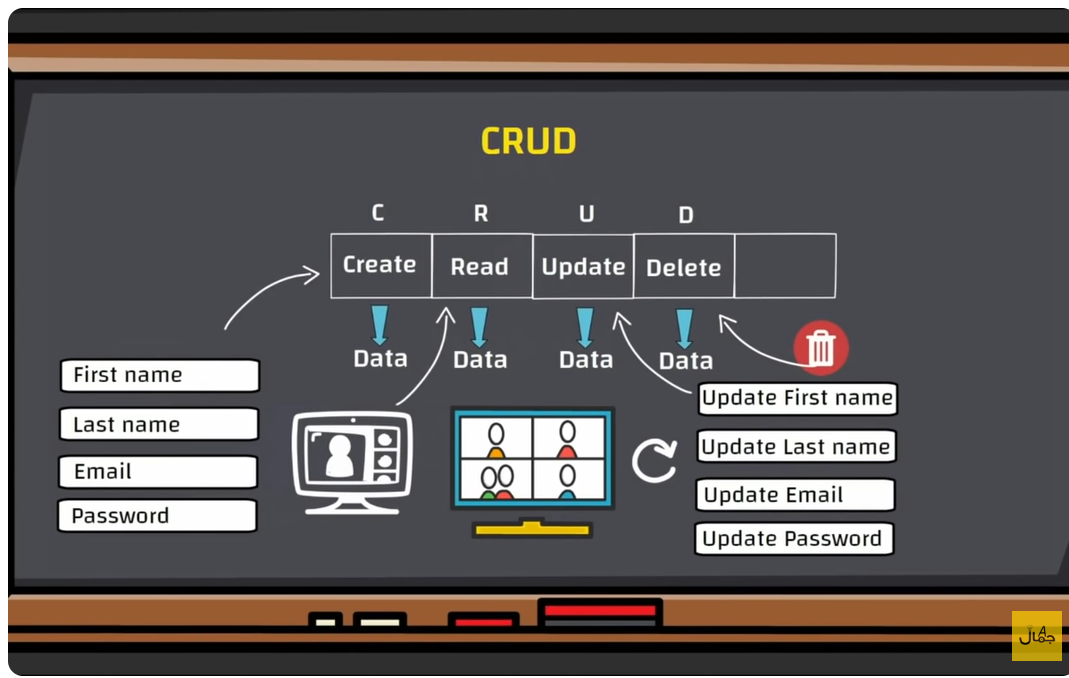 CRUD
C R U D
Create Read Update Delete
Data Data Data Data
First name
Last name
Email
Password
Update First name
Update Last name
Update Email
Update Password
جمال